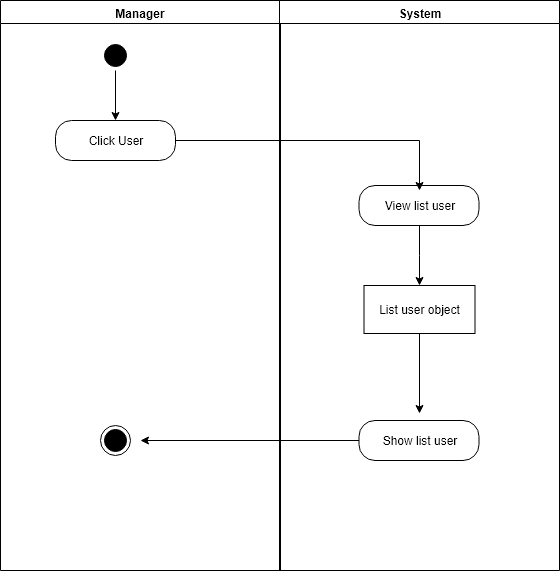 Manager
System
Click User
View list user
List user object
Show list user